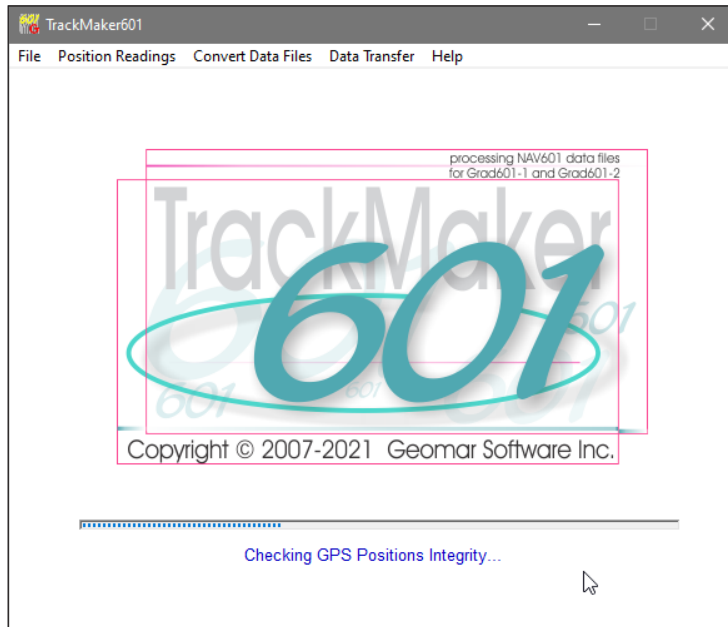 TrackMaker601
File Position Readings Convert Data Files Data Transfer Help
processing NAV601 data files
for Grad601-1 and Grad601-2
TrackMaker
601
601
601
601
Copyright © 2007-2021 Geomar Software Inc.
Checking GPS Positions Integrity...